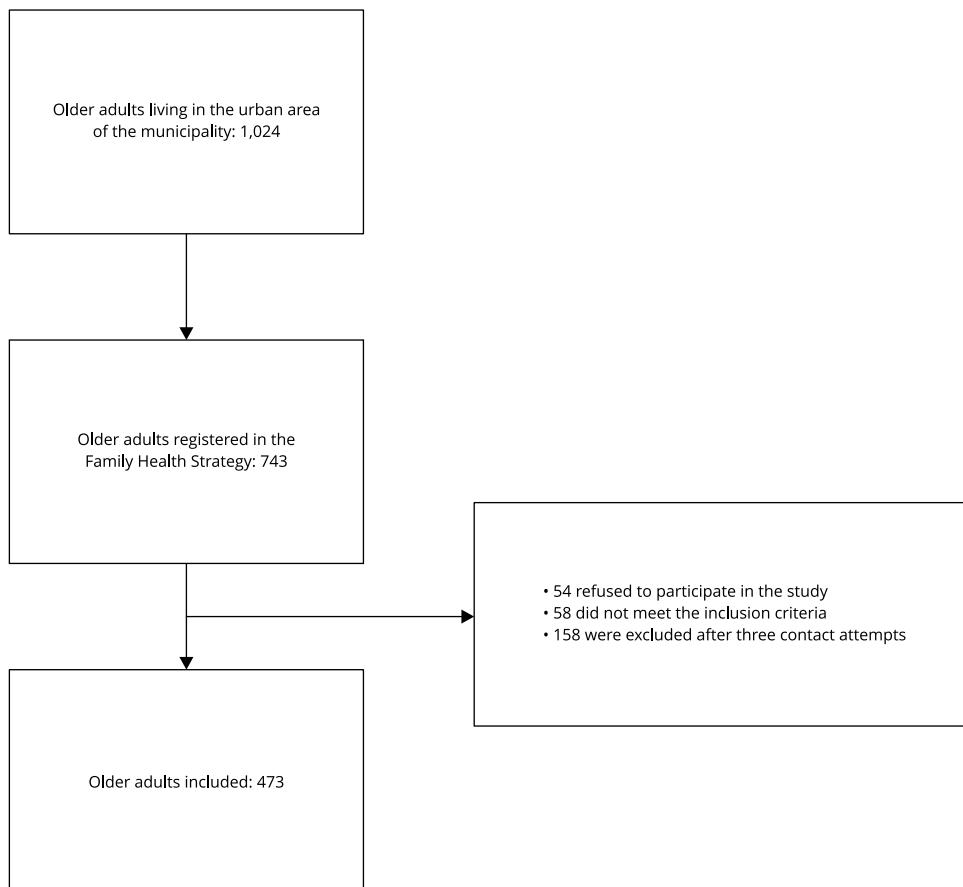 Older adults living in the urban area
of the municipality: 1,024
Older adults registered in the
Family Health Strategy: 743
• 54 refused to participate in the study
• 58 did not meet the inclusion criteria
• 158 were excluded after three contact attempts
Older adults included: 473